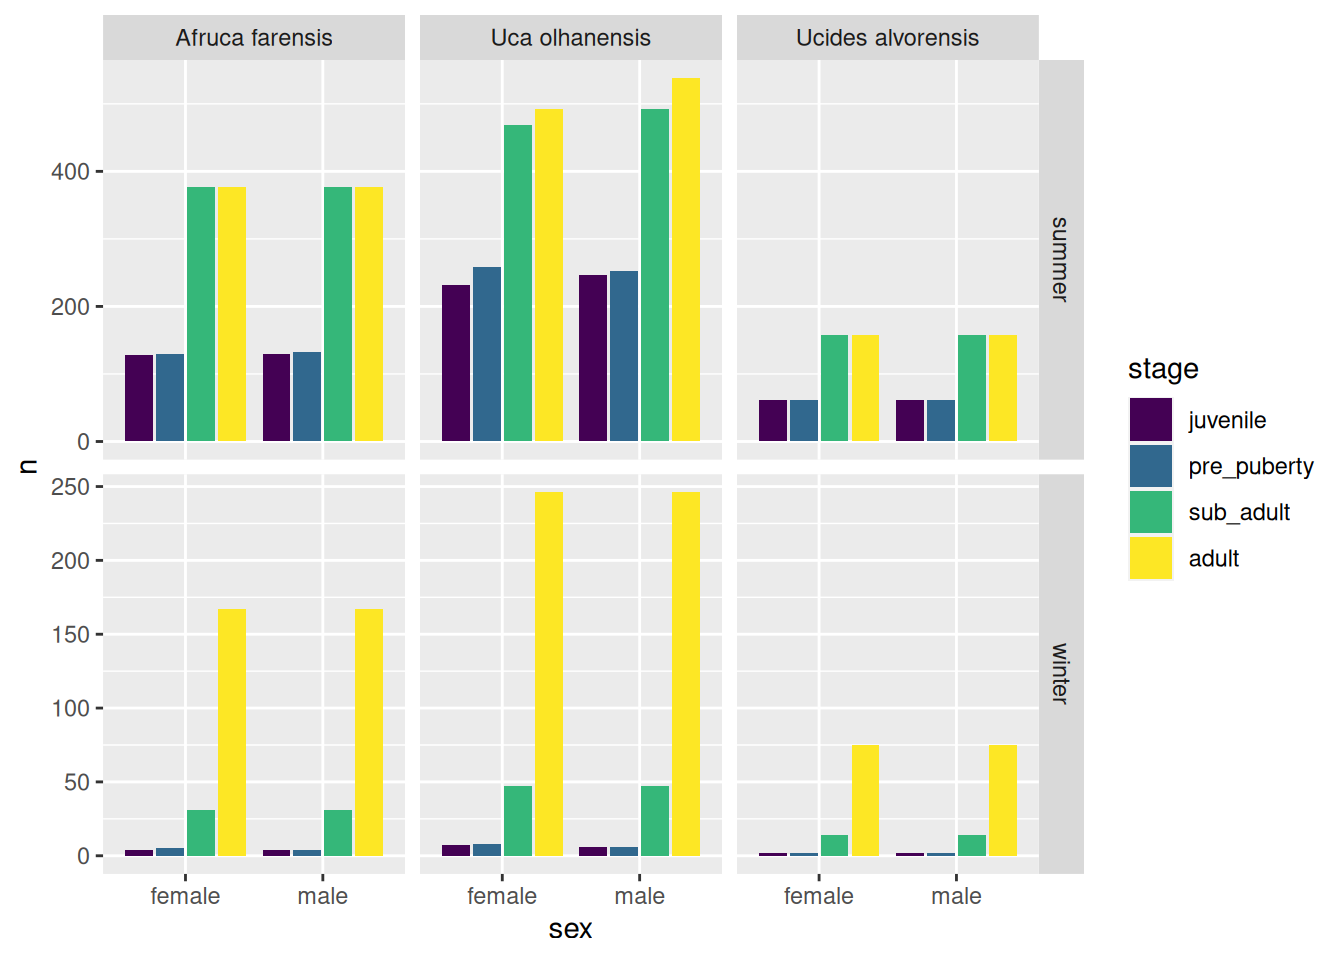 Afruca farensis
Uca olhanensis
Ucides alvorensis
400
200
0
summer
n
250
200
150
100
50
0
winter
female
male
female
male
female
male
sex
stage
juvenile
pre_puberty
sub_adult
adult